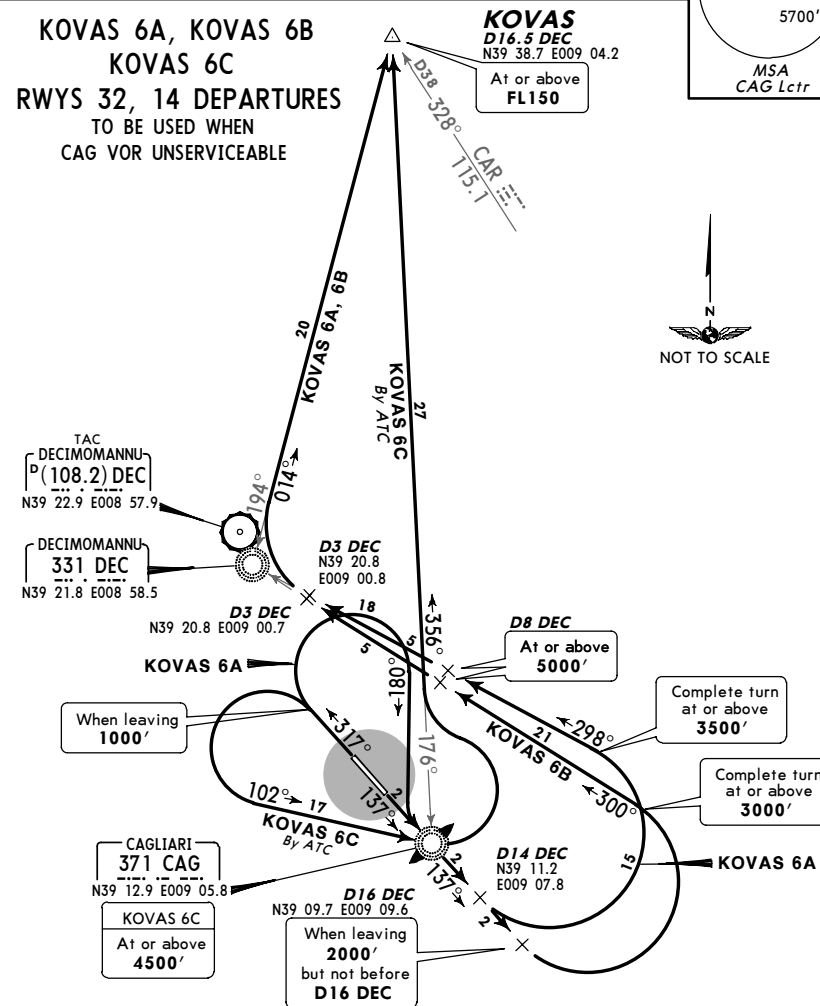 KOVAS 6A, KOVAS 6B
KOVAS 6C
RWYS 32, 14 DEPARTURES
TO BE USED WHEN
CAG VOR UNSERVICEABLE
KOVAS
D16.5 DEC
N39 38.7 E009 04.2
At or above
FL150
5700'
MSA
CAG Lctr
D38
328°
CAR
115.1
N
NOT TO SCALE
20
KOVAS 6A, 6B
27
KOVAS 6C
By ATC
TAC
DECIMOMANNU
D(108.2) DEC
N39 22.9 E008 57.9
194°
014°
DECIMOMANNU
331 DEC
N39 21.8 E008 58.5
D3 DEC
N39 20.8
E009 00.8
D3 DEC
N39 20.8 E009 00.7
18
5
5
356°
D8 DEC
At or above
5000'
KOVAS 6A
180°
When leaving
1000'
317°
176°
Complete turn
at or above
3500'
298°
21
KOVAS 6B
300°
Complete turn
at or above
3000'
2
137°
102°
17
KOVAS 6C
By ATC
CAGLIARI
371 CAG
N39 12.9 E009 05.8
KOVAS 6C
At or above
4500'
2
137°
D14 DEC
N39 11.2
E009 07.8
15
KOVAS 6A
D16 DEC
N39 09.7 E009 09.6
2
When leaving
2000'
but not before
D16 DEC